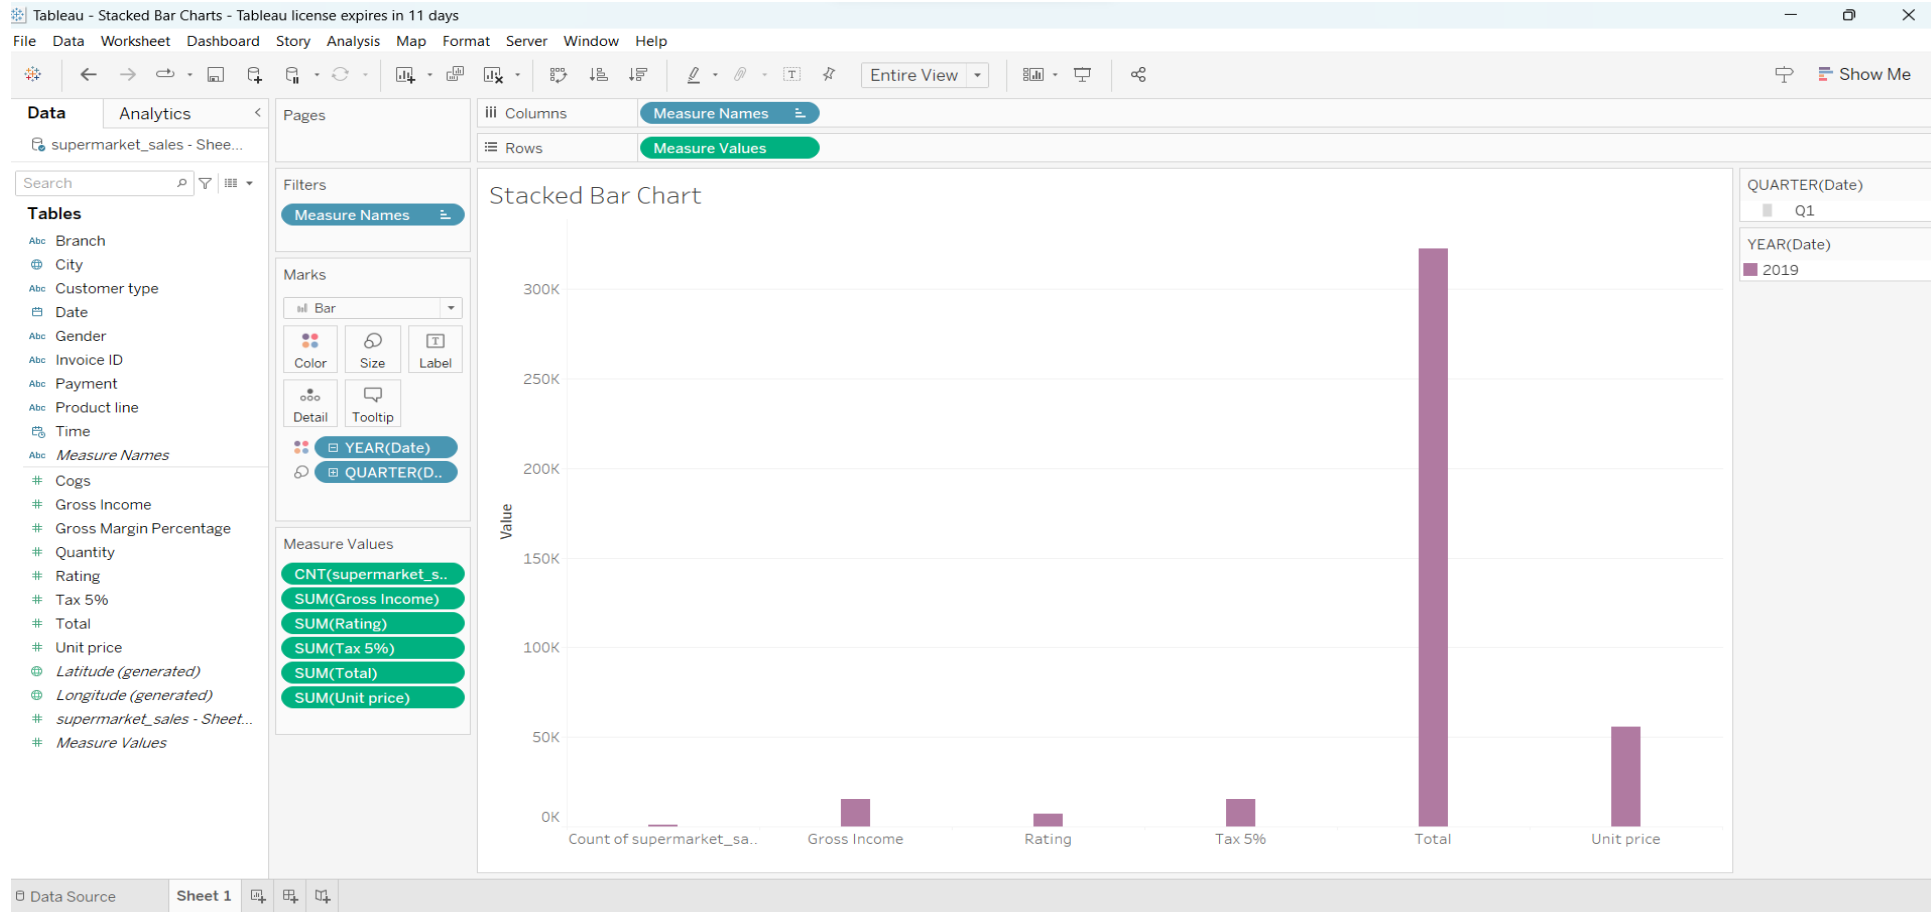 Tableau - Stacked Bar Charts - Tableau license expires in 11 days
File Data Worksheet Dashboard Story Analysis Map Format Server Window Help
Entire View
Show Me
Data
Analytics
supermarket_sales - Shee...
Search
Tables
Abc Branch
City
Abc Customer type
Date
Abc Gender
Abc Invoice ID
Abc Payment
Abc Product line
Time
Abc Measure Names
# Cogs
# Gross Income
# Gross Margin Percentage
# Quantity
# Rating
# Tax 5%
# Total
# Unit price
Latitude (generated)
Longitude (generated)
# supermarket_sales - Sheet...
# Measure Values
Pages
Filters
Measure Names
Marks
Bar
Color
Size
Label
Detail
Tooltip
YEAR(Date)
QUARTER(D..
Measure Values
CNT(supermarket_s..
SUM(Gross Income)
SUM(Rating)
SUM(Tax 5%)
SUM(Total)
SUM(Unit price)
Columns
Measure Names
Rows
Measure Values
Stacked Bar Chart
300K
250K
200K
150K
100K
50K
0K
Value
Count of supermarket_sa..
Gross Income
Rating
Tax 5%
Total
Unit price
QUARTER(Date)
Q1
YEAR(Date)
2019
Data Source
Sheet 1